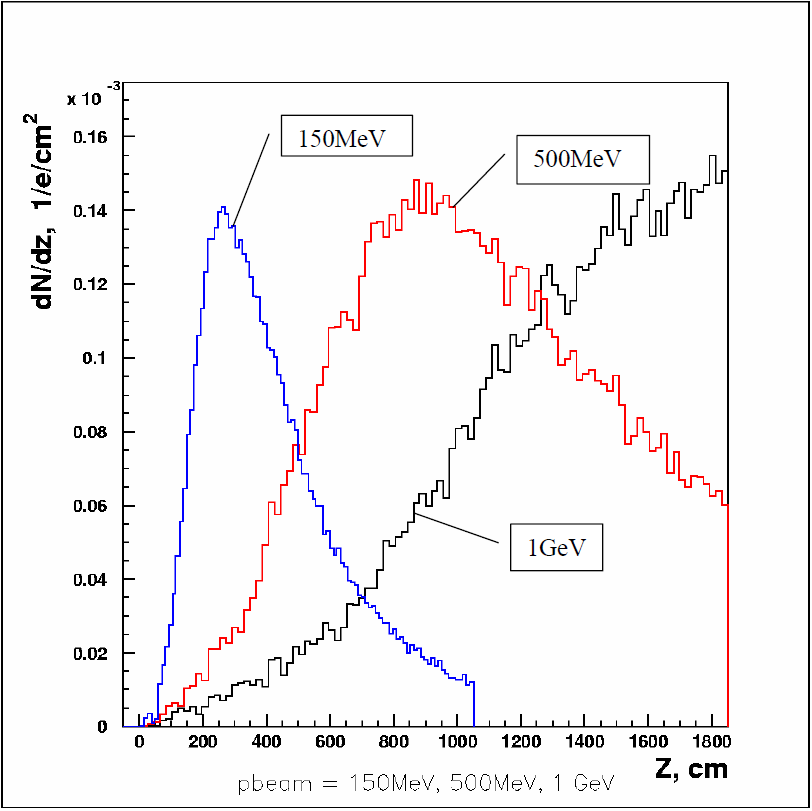 x 10 -3
dN/dz, 1/e/cm2
0.16
0.14
0.12
0.1
0.08
0.06
0.04
0.02
0
150MeV
500MeV
1GeV
0 200 400 600 800 1000 1200 1400 1600 1800
Z, cm
pbeam = 150MeV, 500MeV, 1 GeV